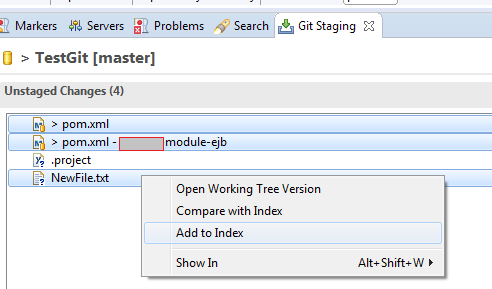 Markers Servers Problems Search Git Staging
> TestGit [master]
Unstaged Changes (4)
> pom.xml
> pom.xml - module-ejb
.project
NewFile.txt
Open Working Tree Version
Compare with Index
Add to Index
Show In Alt+Shift+W